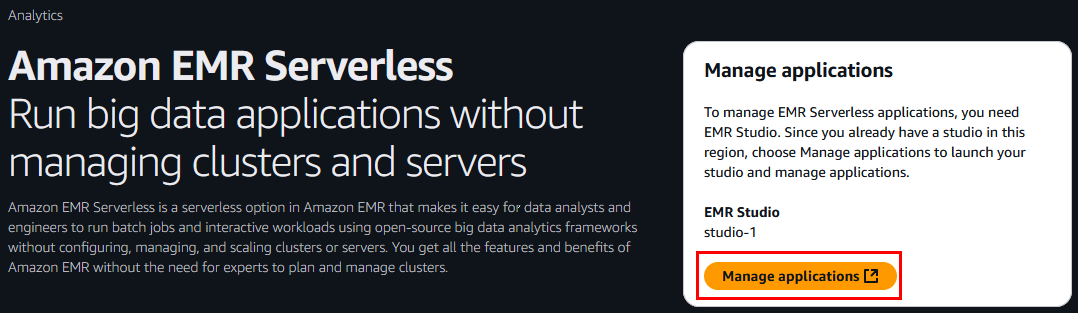 Analytics
Amazon EMR Serverless
Run big data applications without
managing clusters and servers
Amazon EMR Serverless is a serverless option in Amazon EMR that makes it easy for data analysts and
engineers to run batch jobs and interactive workloads using open-source big data analytics frameworks
without configuring, managing, and scaling clusters or servers. You get all the features and benefits of
Amazon EMR without the need for experts to plan and manage clusters.
Manage applications
To manage EMR Serverless applications, you need
EMR Studio. Since you already have a studio in this
region, choose Manage applications to launch your
studio and manage applications.
EMR Studio
studio-1
Manage applications